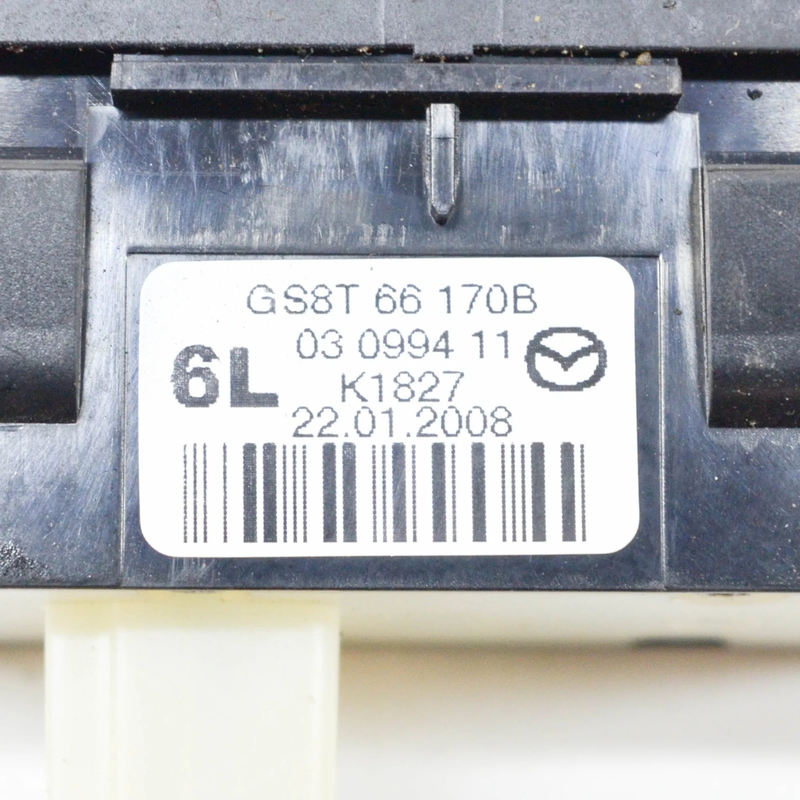 GS8T 66 170B
03 0994 11
6L
K1827
22.01.2008